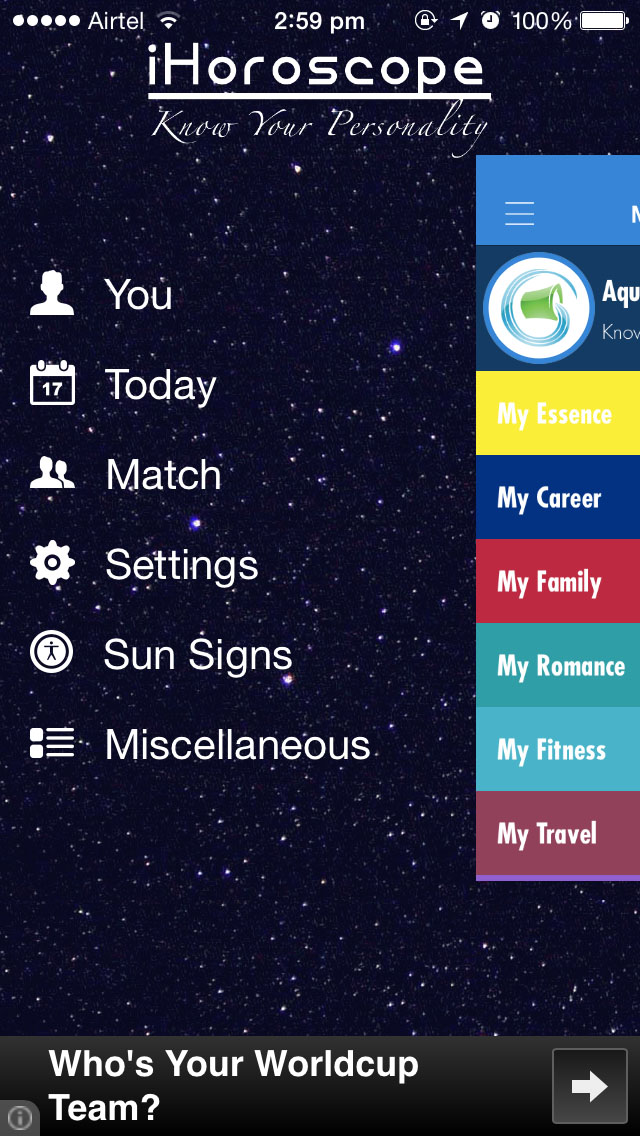 Airtel 2:59 pm 100%
iHoroscope
Know Your Personality
You
Today
17
Match
Settings
Sun Signs
Miscellaneous
N
Aqu
Know
My Essence
My Career
My Family
My Romance
My Fitness
My Travel
Who's Your Worldcup
Team?